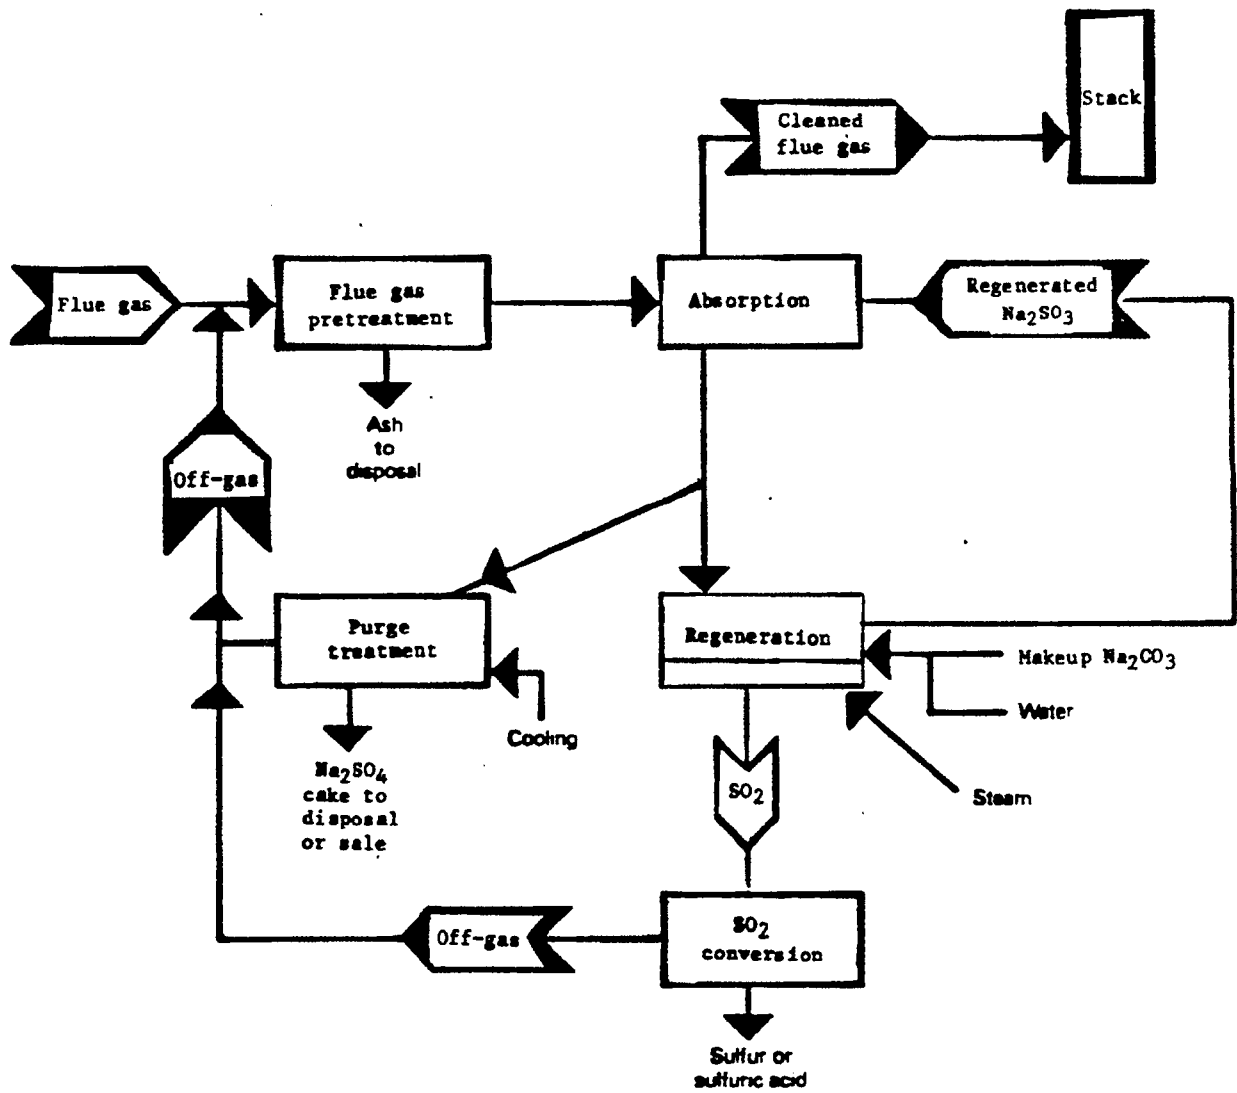 Stack
Cleaned
flue gas
Flue gas
Flue gas
pretreatment
Absorption
Regenerated
Na2SO3
Ash
to
disposal
Off-gas
Purge
treatment
Regeneration
Makeup Na2CO3
Water
Cooling
Steam
Na2SO4
cake to
disposal
or sale
SO2
Off-gas
SO2
conversion
Sulfur or
sulfuric acid